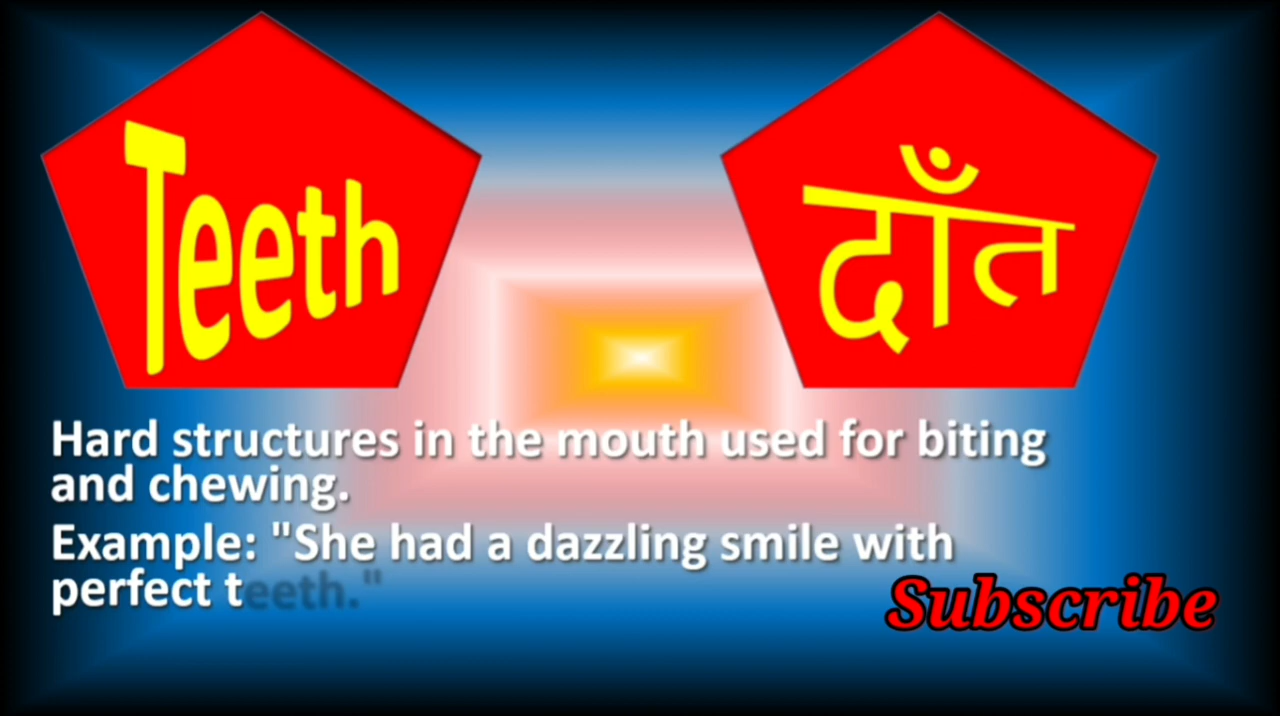 Teeth
दाँत
Hard structures in the mouth used for biting
and chewing.
Example: "She had a dazzling smile with
perfect teeth."
Subscribe